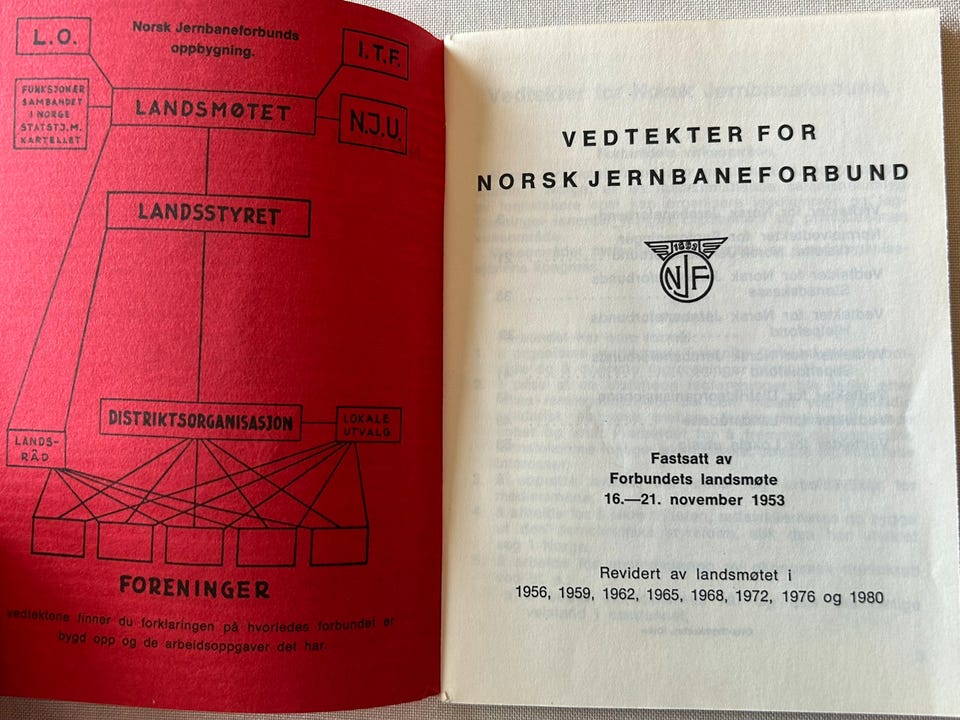 Norsk Jernbaneforbunds
oppbygning.
L.O.
I.T.F.
FUNKSJONÆR
SAMBANDET
I NORGE
STATSTJ.M.
KARTELLET
LANDSMØTET
N.J.U.
LANDSSTYRET
DISTRIKTSORGANISASJON
LOKALE
UTVALG
LANDS-
RÅD
FORENINGER
vedtektene finner du forklaringen på hvorledes forbundet er
bygd opp og de arbeidsoppgaver det har.
VEDTEKTER FOR
NORSK JERNBANEFORBUND
1892
NJF
Fastsatt av
Forbundets landsmøte
16.—21. november 1953
Revidert av landsmøtet i
1956, 1959, 1962, 1965, 1968, 1972, 1976 og 1980